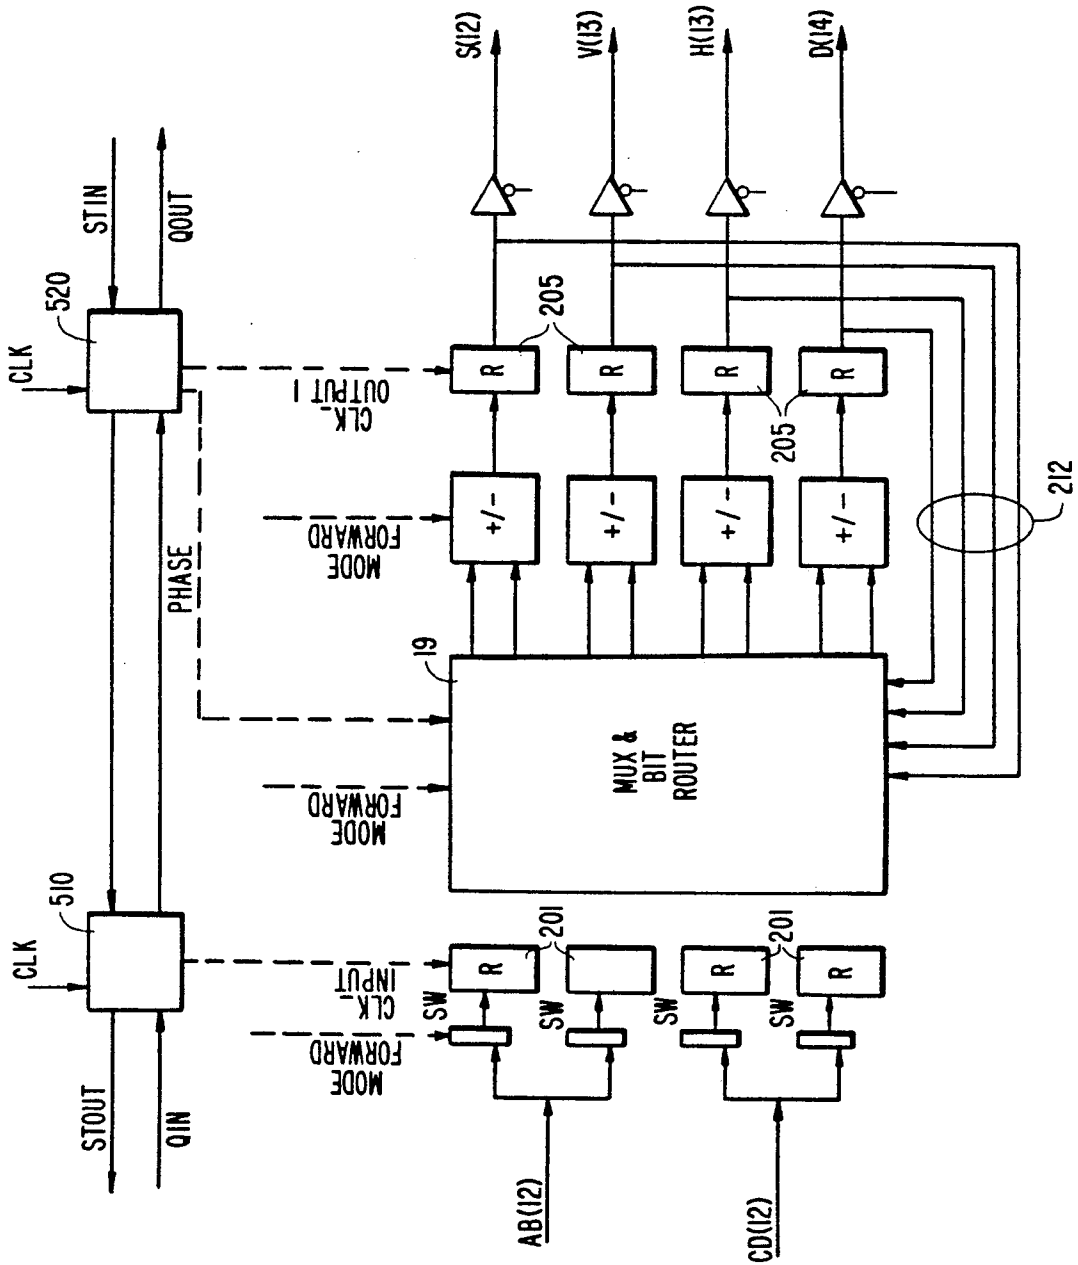 STOUT
QIN
CLK
510
PHASE
CLK
520
STIN
QOUT
MODE
FORWARD
CLK_
INPUT
MODE
FORWARD
MODE
FORWARD
CLK_
OUTPUT 1
AB(12)
CD(12)
SW
SW
SW
SW
R
R
R
201
201
19
MUX &
BIT
ROUTER
+/-
+/-
+/-
+/-
R
R
R
R
205
205
212
S(12)
V(13)
H(13)
D(14)